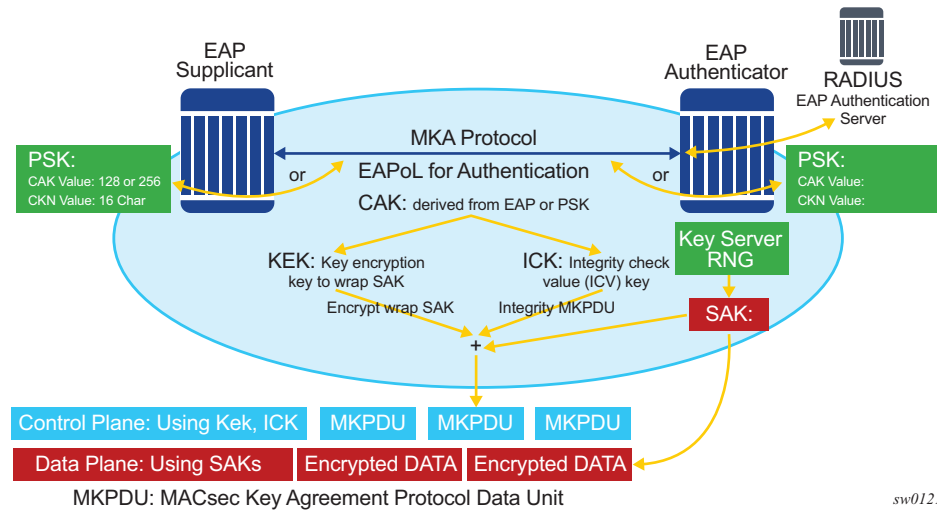 EAP
Supplicant
EAP
Authenticator
RADIUS
EAP Authentication
Server
MKA Protocol
PSK:
CAK Value: 128 or 256
CKN Value: 16 Char
or
EAPoL for Authentication
or
PSK:
CAK Value:
CKN Value:
CAK: derived from EAP or PSK
KEK: Key encryption
key to wrap SAK
ICK: Integrity check
value (ICV) key
Key Server
RNG
Encrypt wrap SAK
Integrity MKPDU
SAK:
+
Control Plane: Using Kek, ICK
MKPDU
MKPDU
MKPDU
Data Plane: Using SAKs
Encrypted DATA
Encrypted DATA
MKPDU: MACsec Key Agreement Protocol Data Unit
sw012